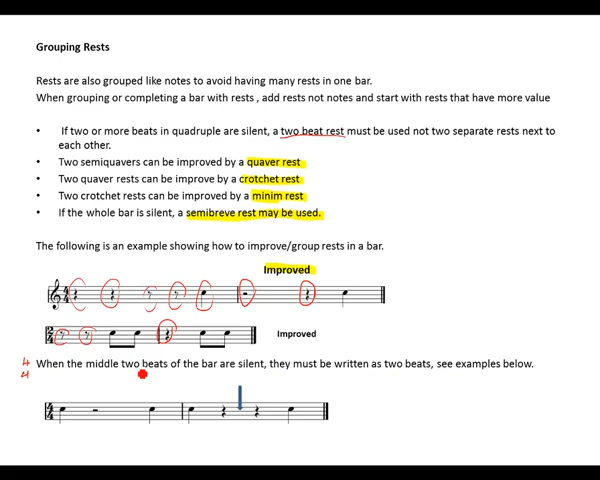 Grouping Rests
Rests are also grouped like notes to avoid having many rests in one bar.
When grouping or completing a bar with rests , add rests not notes and start with rests that have more value
• If two or more beats in quadruple are silent, a two beat rest must be used not two separate rests next to
each other.
• Two semiquavers can be improved by a quaver rest
• Two quaver rests can be improve by a crotchet rest
• Two crotchet rests can be improved by a minim rest
• If the whole bar is silent, a semibreve rest may be used.
The following is an example showing how to improve/group rests in a bar.
Improved
4
4
2
4
Improved
4
4
When the middle two beats of the bar are silent, they must be written as two beats, see examples below.
4
4